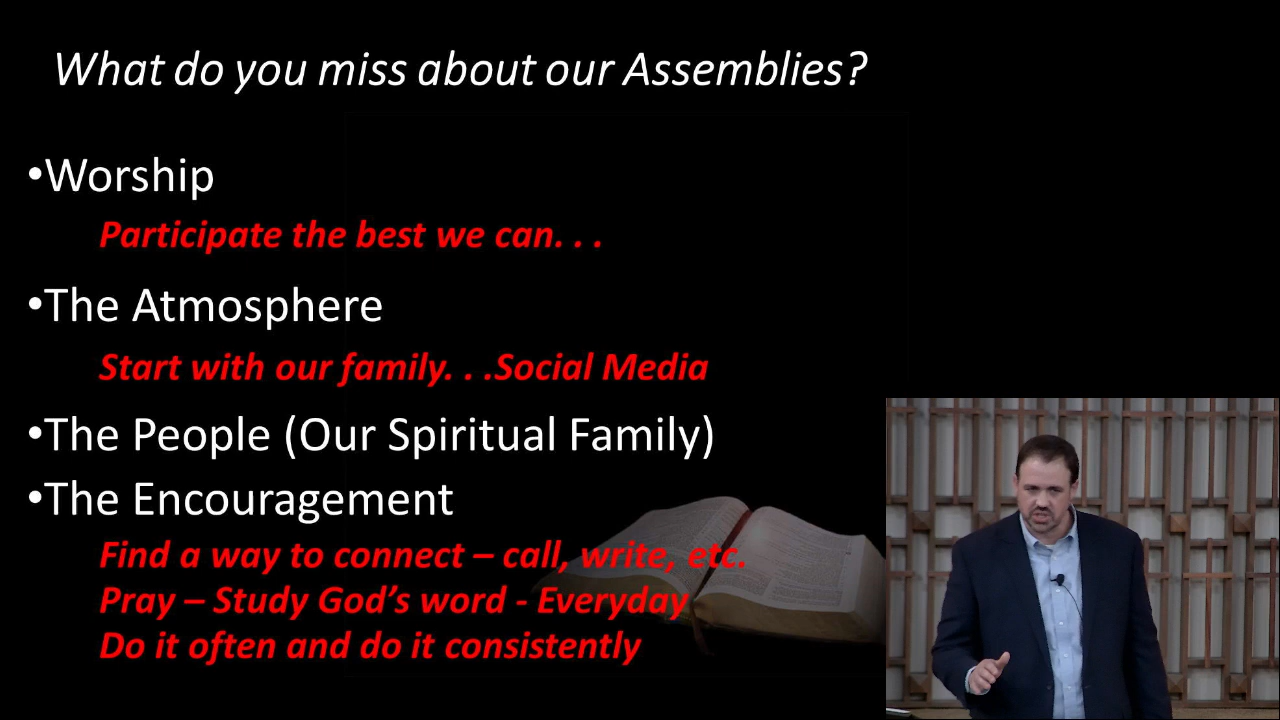 What do you miss about our Assemblies?
•Worship
Participate the best we can. . .
•The Atmosphere
Start with our family. . .Social Media
•The People (Our Spiritual Family)
•The Encouragement
Find a way to connect – call, write, etc.
Pray – Study God's word - Everyday
Do it often and do it consistently